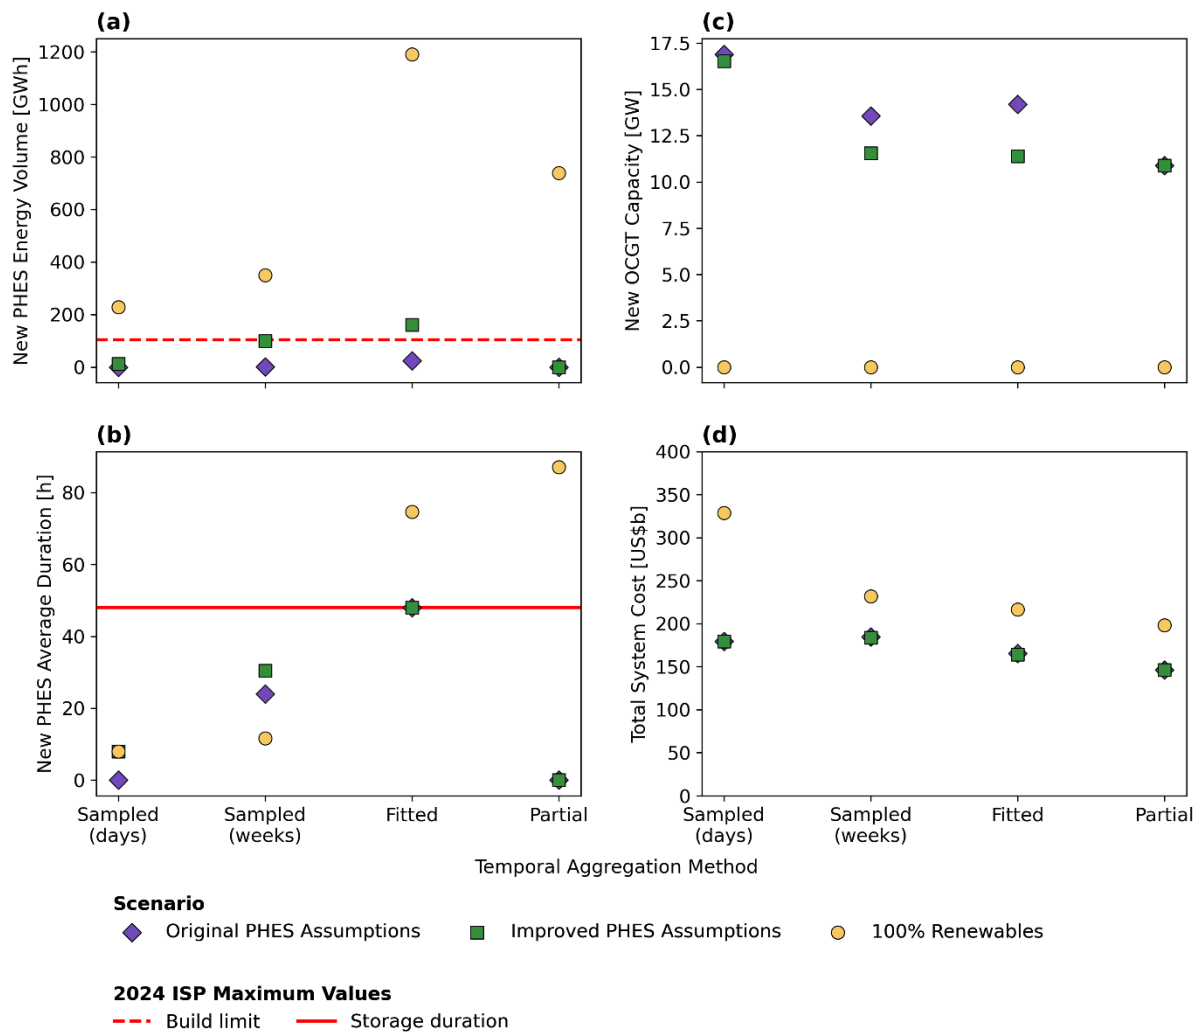 (a)
New PHES Energy Volume [GWh]
1200
1000
800
600
400
200
0
(c)
New OCGT Capacity [GW]
17.5
15.0
12.5
10.0
7.5
5.0
2.5
0.0
(b)
New PHES Average Duration [h]
80
60
40
20
0
Sampled
(days)
Sampled
(weeks)
Fitted
Partial
(d)
Total System Cost [US$b]
400
350
300
250
200
150
100
50
0
Sampled
(days)
Sampled
(weeks)
Fitted
Partial
Temporal Aggregation Method
Scenario
Original PHES Assumptions
Improved PHES Assumptions
100% Renewables
2024 ISP Maximum Values
Build limit
Storage duration